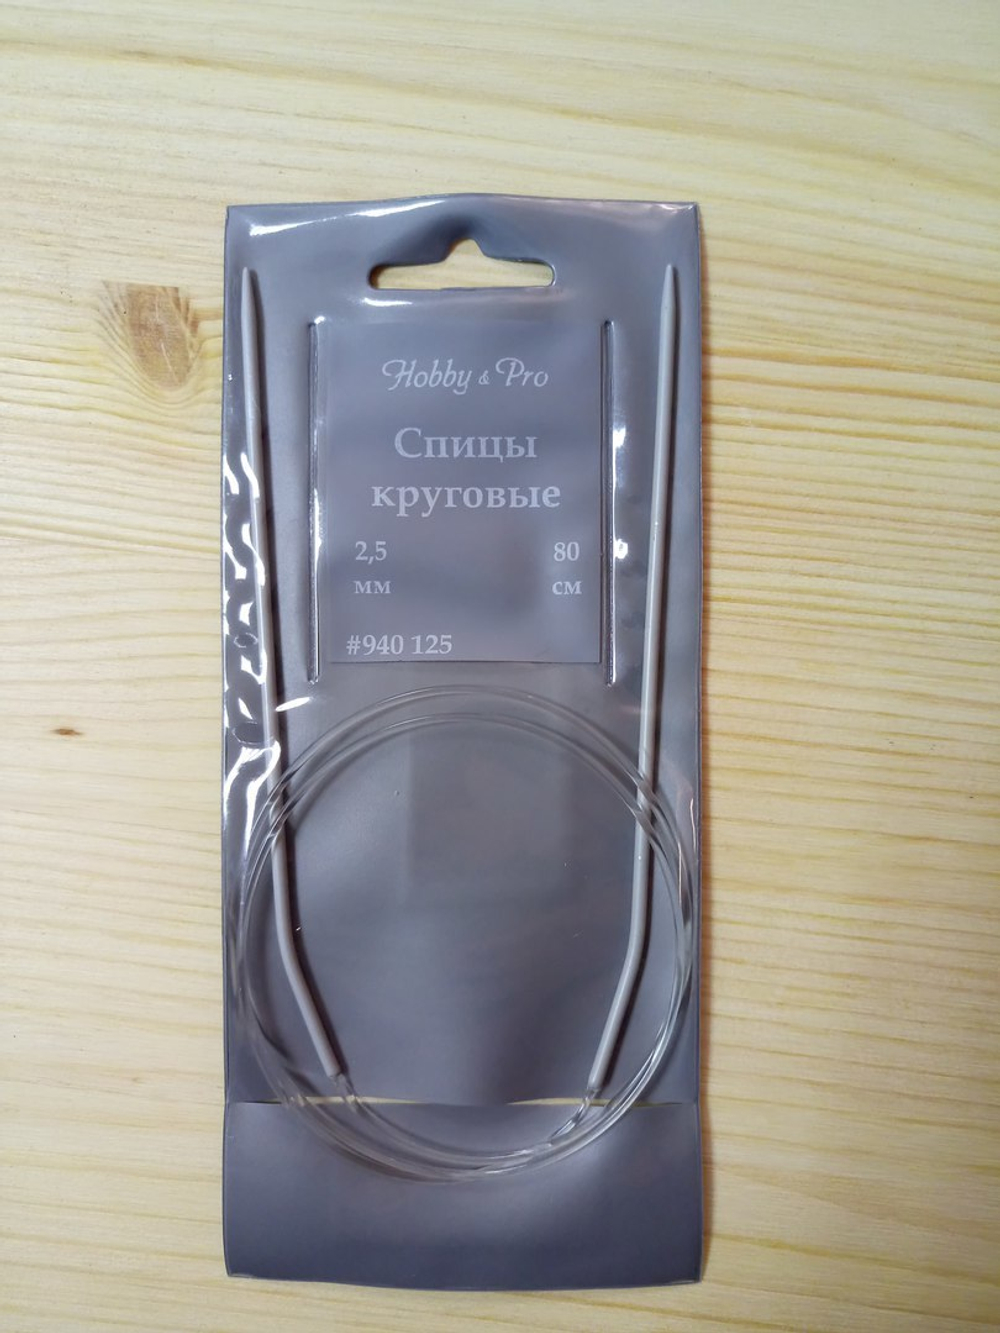 Hobby & Pro
Спицы
круговые
2,5 80
мм см
#940 125